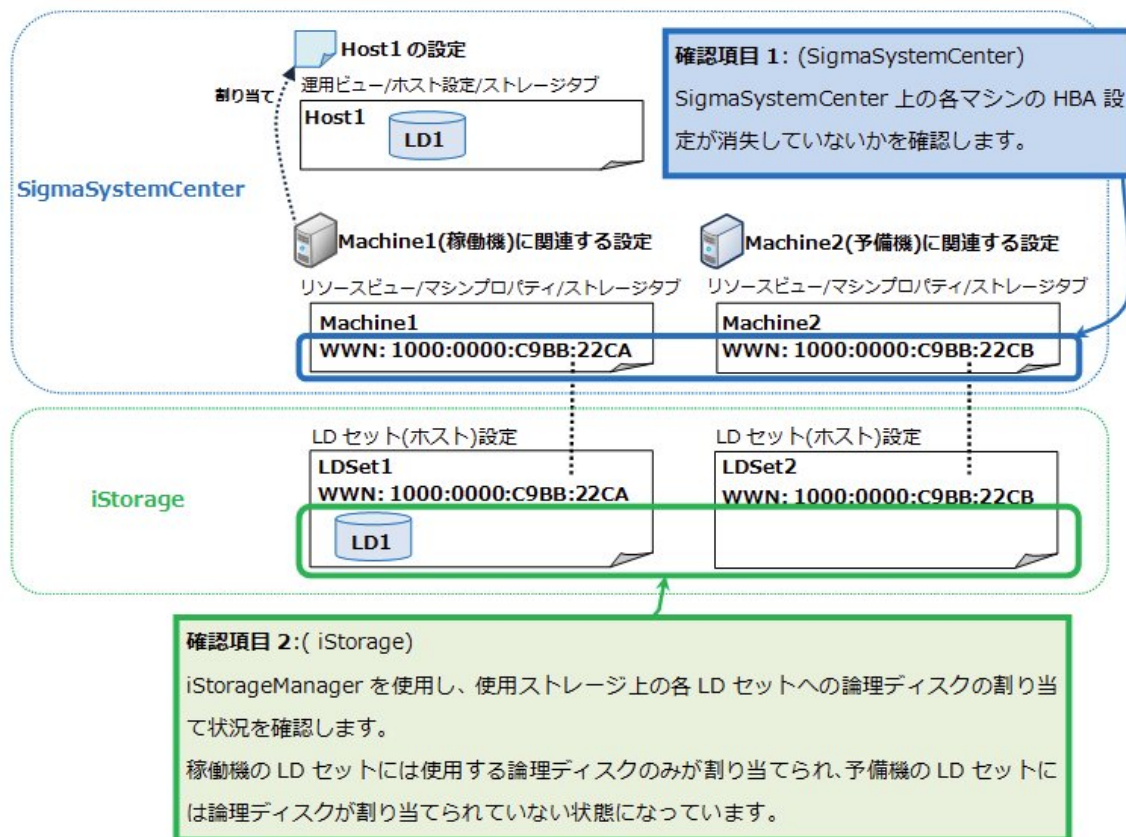 Host1 の設定
割り当て
運用ビュー/ホスト設定/ストレージタブ
Host1
LD1
確認項目 1: (SigmaSystemCenter)
SigmaSystemCenter 上の各マシンの HBA 設
定が消失していないかを確認します。
SigmaSystemCenter
Machine1(稼働機)に関連する設定
Machine2(予備機)に関連する設定
リソースビュー/マシンプロパティ/ストレージタブ
リソースビュー/マシンプロパティ/ストレージタブ
Machine1
WWN: 1000:0000:C9BB:22CA
Machine2
WWN: 1000:0000:C9BB:22CB
iStorage
LD セット(ホスト)設定
LDSet1
WWN: 1000:0000:C9BB:22CA
LD1
LD セット(ホスト)設定
LDSet2
WWN: 1000:0000:C9BB:22CB
確認項目 2:( iStorage)
iStorageManager を使用し、使用ストレージ上の各 LD セットへの論理ディスクの割り当
て状況を確認します。
稼働機の LD セットには使用する論理ディスクのみが割り当てられ、予備機の LD セットに
は論理ディスクが割り当てられていない状態になっています。